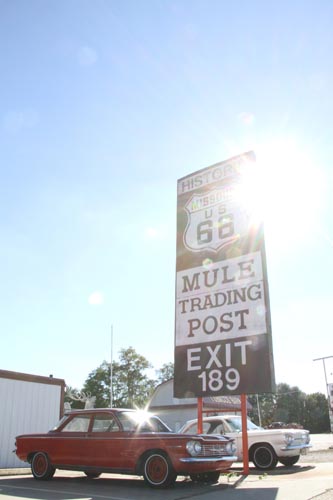 HISTORIC
MISSOURI
US
66
MULE
TRADING
POST
EXIT
189